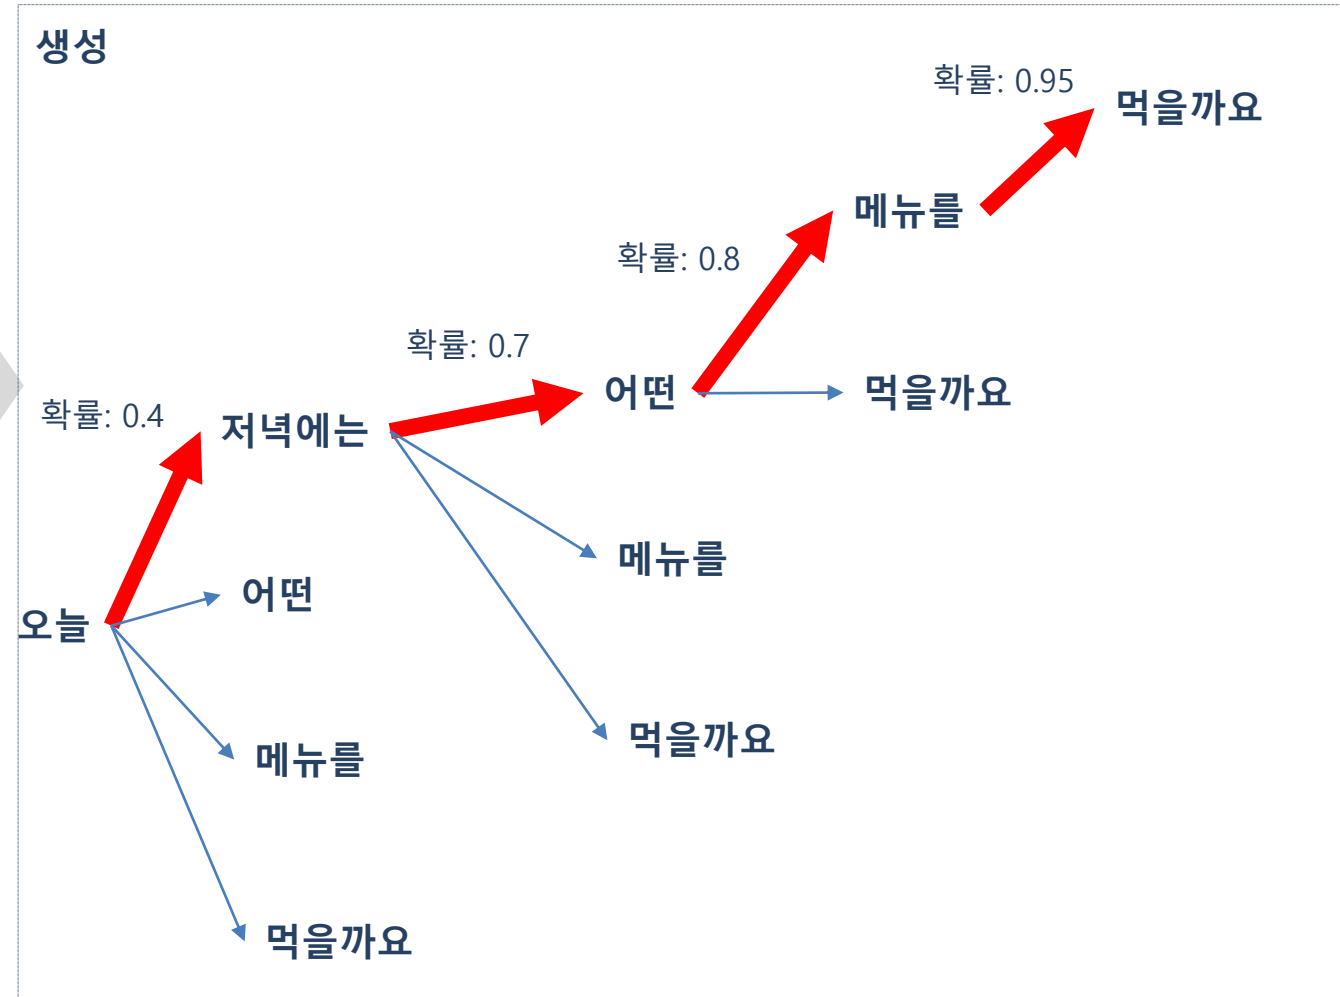 생성
확률: 0.95
먹을까요
메뉴를
확률: 0.8
확률: 0.7
어떤
먹을까요
확률: 0.4
저녁에는
메뉴를
어떤
오늘
먹을까요
메뉴를
먹을까요